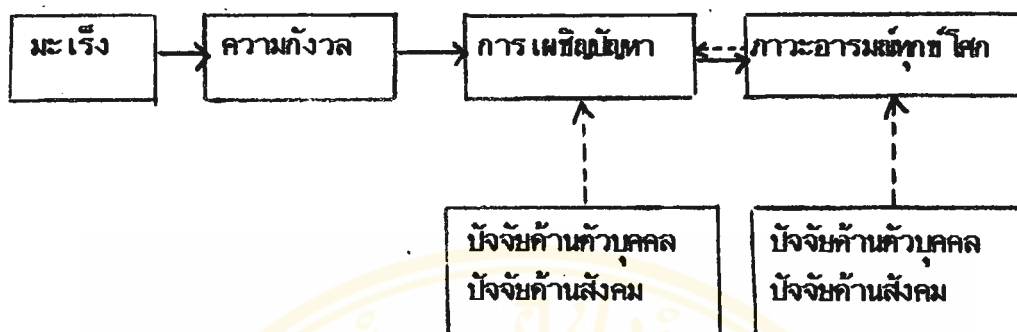 มะเร็ง
ความกังวล
การเผชิญปัญหา
ภาวะอารมย์ทุกข์โศก
ปัจจัยด้านตัวบุคคล
ปัจจัยด้านสังคม
ปัจจัยด้านตัวบุคคล
ปัจจัยด้านสังคม